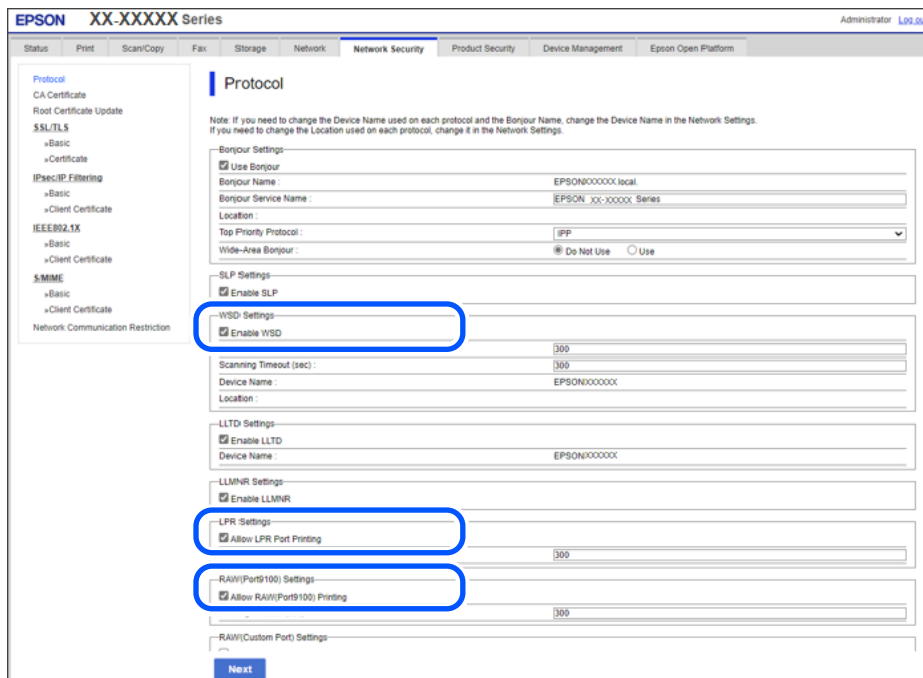 EPSON XX-XXXXX Series
Administrator Log ou
Status Print Scan/Copy Fax Storage Network Network Security Product Security Device Management Epson Open Platform
Protocol
CA Certificate
Root Certificate Update
SSL/TLS
»Basic
»Certificate
IPsec/IP Filtering
»Basic
»Client Certificate
IEEE802.1X
»Basic
»Client Certificate
S/MIME
»Basic
»Client Certificate
Network Communication Restriction
Protocol
Note: If you need to change the Device Name used on each protocol and the Bonjour Name, change the Device Name in the Network Settings.
If you need to change the Location used on each protocol, change it in the Network Settings.
Bonjour Settings
Use Bonjour
Bonjour Name : EPSONXXXXXX.local.
Bonjour Service Name : EPSON XX-XXXXX Series
Location :
Top Priority Protocol : IPP
Wide-Area Bonjour : Do Not Use Use
SLP Settings
Enable SLP
WSD Settings
Enable WSD
300
Scanning Timeout (sec) : 300
Device Name : EPSONXXXXXX
Location :
LLTD Settings
Enable LLTD
Device Name : EPSONXXXXXX
LLMNR Settings
Enable LLMNR
LPR Settings
Allow LPR Port Printing
300
RAW(Port9100) Settings
Allow RAW(Port9100) Printing
300
RAW(Custom Port) Settings
Next